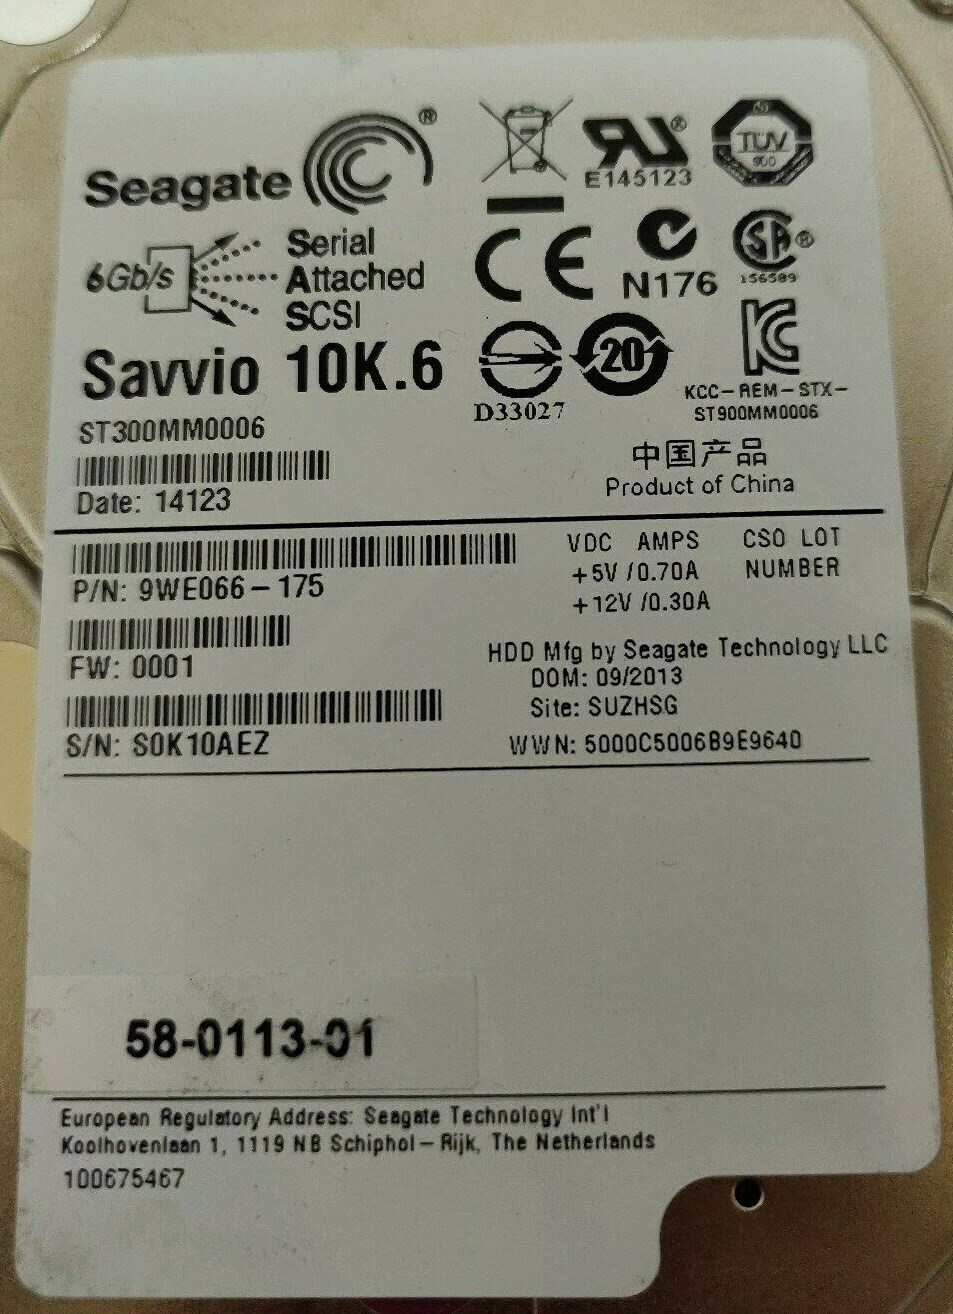 Seagate ®
6Gb/s
Serial
Attached
SCSI
Savvio 10K.6
ST300MM0006
Date: 14123
E145123
TÜV
CE
N176
SA ®
156589
20
D33027
KCC-REM-STX-
ST900MM0006
中国产品
Product of China
P/N: 9WE066-175
FW: 0001
S/N: S0K10AEZ
VDC AMPS
+5V /0.70A
+12V /0.30A
CSO LOT
NUMBER
HDD Mfg by Seagate Technology LLC
DOM: 09/2013
Site: SUZHSG
WWN: 5000C5006B9E9640
58-0113-01
European Regulatory Address: Seagate Technology Int'l
Koolhovenlaan 1, 1119 NB Schiphol-Rijk, The Netherlands
100675467